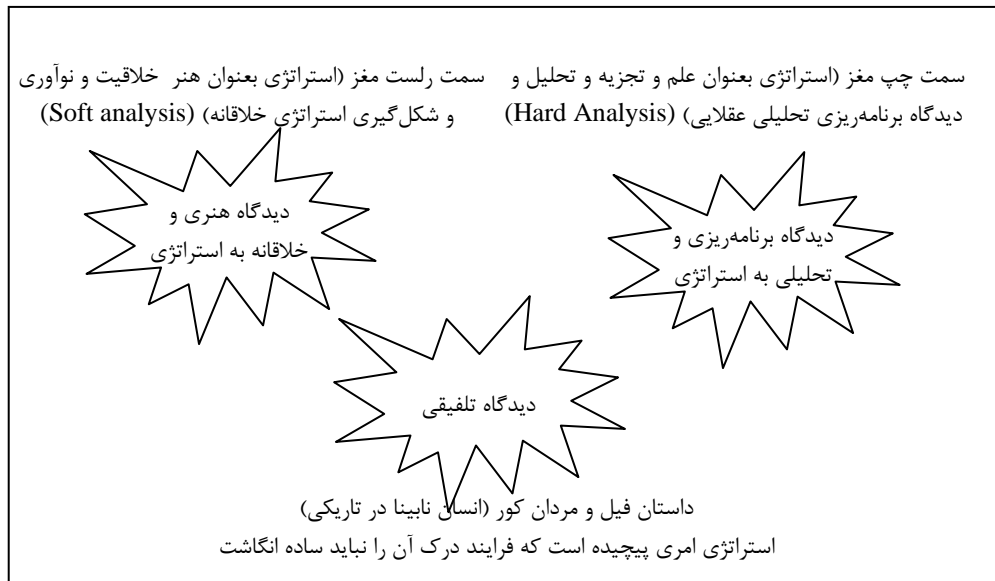 سمت چپ مغز (استراتژی بعنوان علم و تجزیه و تحلیل و
دیدگاه برنامه‌ریزی تحلیلی عقلایی) (Hard Analysis)
سمت رلست مغز (استراتژی بعنوان هنر خلاقیت و نوآوری
و شکل‌گیری استراتژی خلاقانه) (Soft analysis)
دیدگاه برنامه‌ریزی و
تحلیلی به استراتژی
دیدگاه هنری و
خلاقانه به استراتژی
دیدگاه تلفیقی
داستان فیل و مردان کور (انسان نابینا در تاریکی)
استراتژی امری پیچیده است که فرایند درک آن را نباید ساده انگاشت